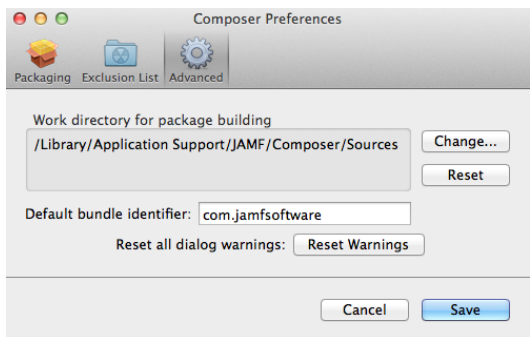 Composer Preferences
Packaging Exclusion List Advanced
Work directory for package building
/Library/Application Support/JAMF/Composer/Sources
Change...
Reset
Default bundle identifier: com.jamfsoftware
Reset all dialog warnings: Reset Warnings
Cancel Save